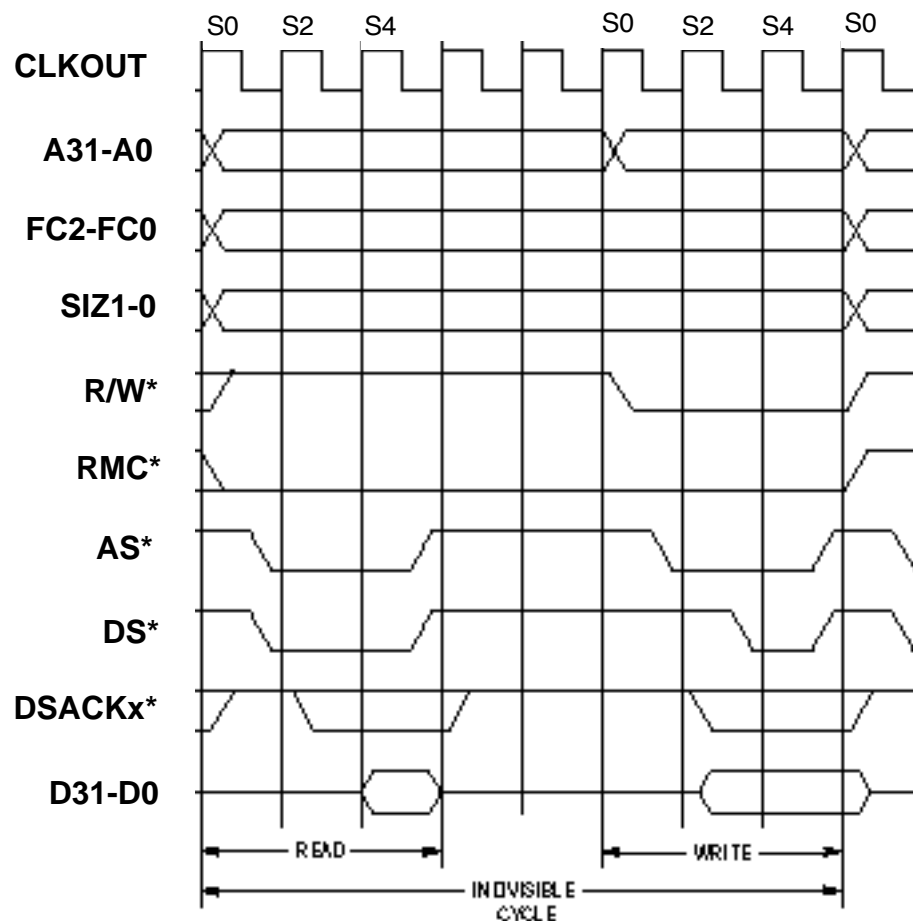 S0 S2 S4 S0 S2 S4 S0
CLKOUT
A31-A0
FC2-FC0
SIZ1-0
R/W*
RMC*
AS*
DS*
DSACKx*
D31-D0
READ WRITE
INDIVISIBLE
CYCLE